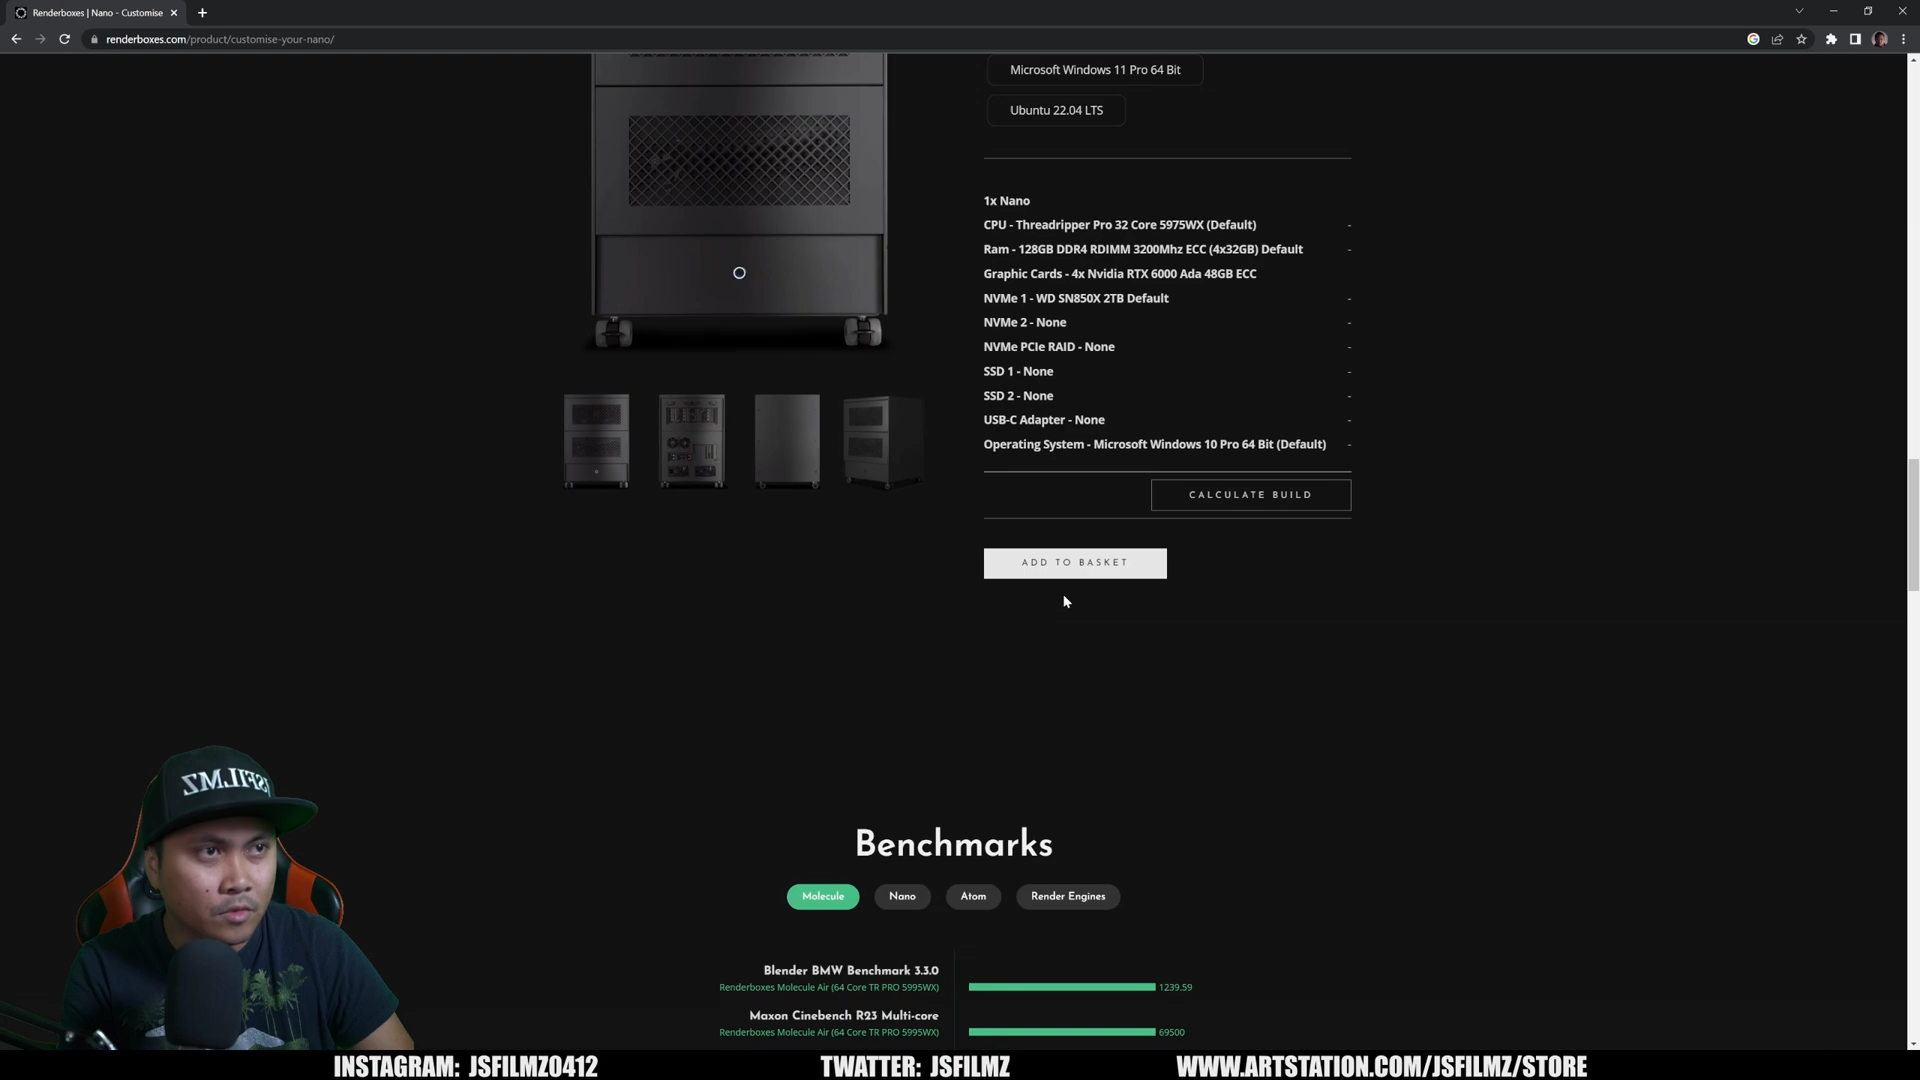 Renderboxes | Nano - Customise
renderboxes.com/product/customise-your-nano/
Microsoft Windows 11 Pro 64 Bit
Ubuntu 22.04 LTS
1x Nano
CPU - Threadripper Pro 32 Core 5975WX (Default) -
Ram - 128GB DDR4 RDIMM 3200Mhz ECC (4x32GB) Default -
Graphic Cards - 4x Nvidia RTX 6000 Ada 48GB ECC
NVMe 1 - WD SN850X 2TB Default -
NVMe 2 - None -
NVMe PCIe RAID - None -
SSD 1 - None -
SSD 2 - None -
USB-C Adapter - None -
Operating System - Microsoft Windows 10 Pro 64 Bit (Default) -
CALCULATE BUILD
ADD TO BASKET
JSFILMZ
Benchmarks
Molecule Nano Atom Render Engines
Blender BMW Benchmark 3.3.0
Renderboxes Molecule Air (64 Core TR PRO 5995WX) 1239.59
Maxon Cinebench R23 Multi-core
Renderboxes Molecule Air (64 Core TR PRO 5995WX) 69500
INSTAGRAM: JSFILMZ0412 TWATTER: JSFILMZ WWW.ARTSTATION.COM/JSFILMZ/STORE